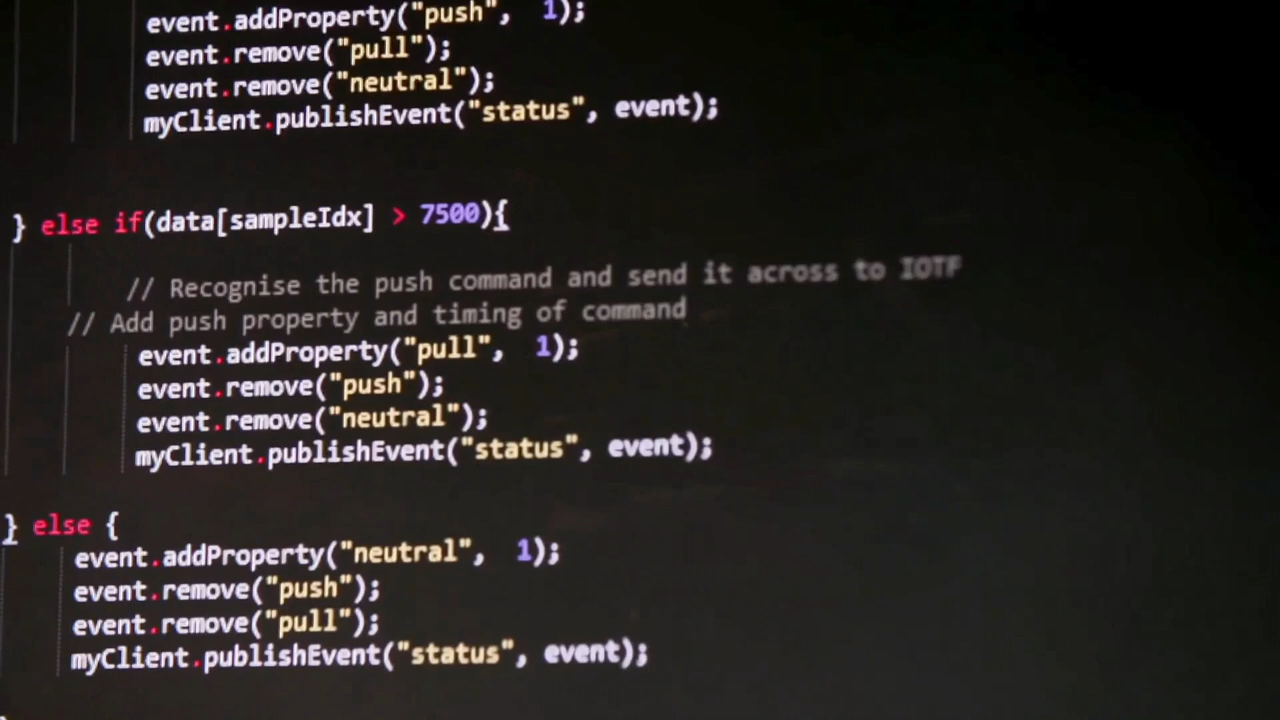 event.addProperty("push", 1);
event.remove("pull");
event.remove("neutral");
myClient.publishEvent("status", event);
} else if(data[sampleIdx] > 7500){
// Recognise the push command and send it across to IOTF
// Add push property and timing of command
event.addProperty("pull", 1);
event.remove("push");
event.remove("neutral");
myClient.publishEvent("status", event);
} else {
event.addProperty("neutral", 1);
event.remove("push");
event.remove("pull");
myClient.publishEvent("status", event);